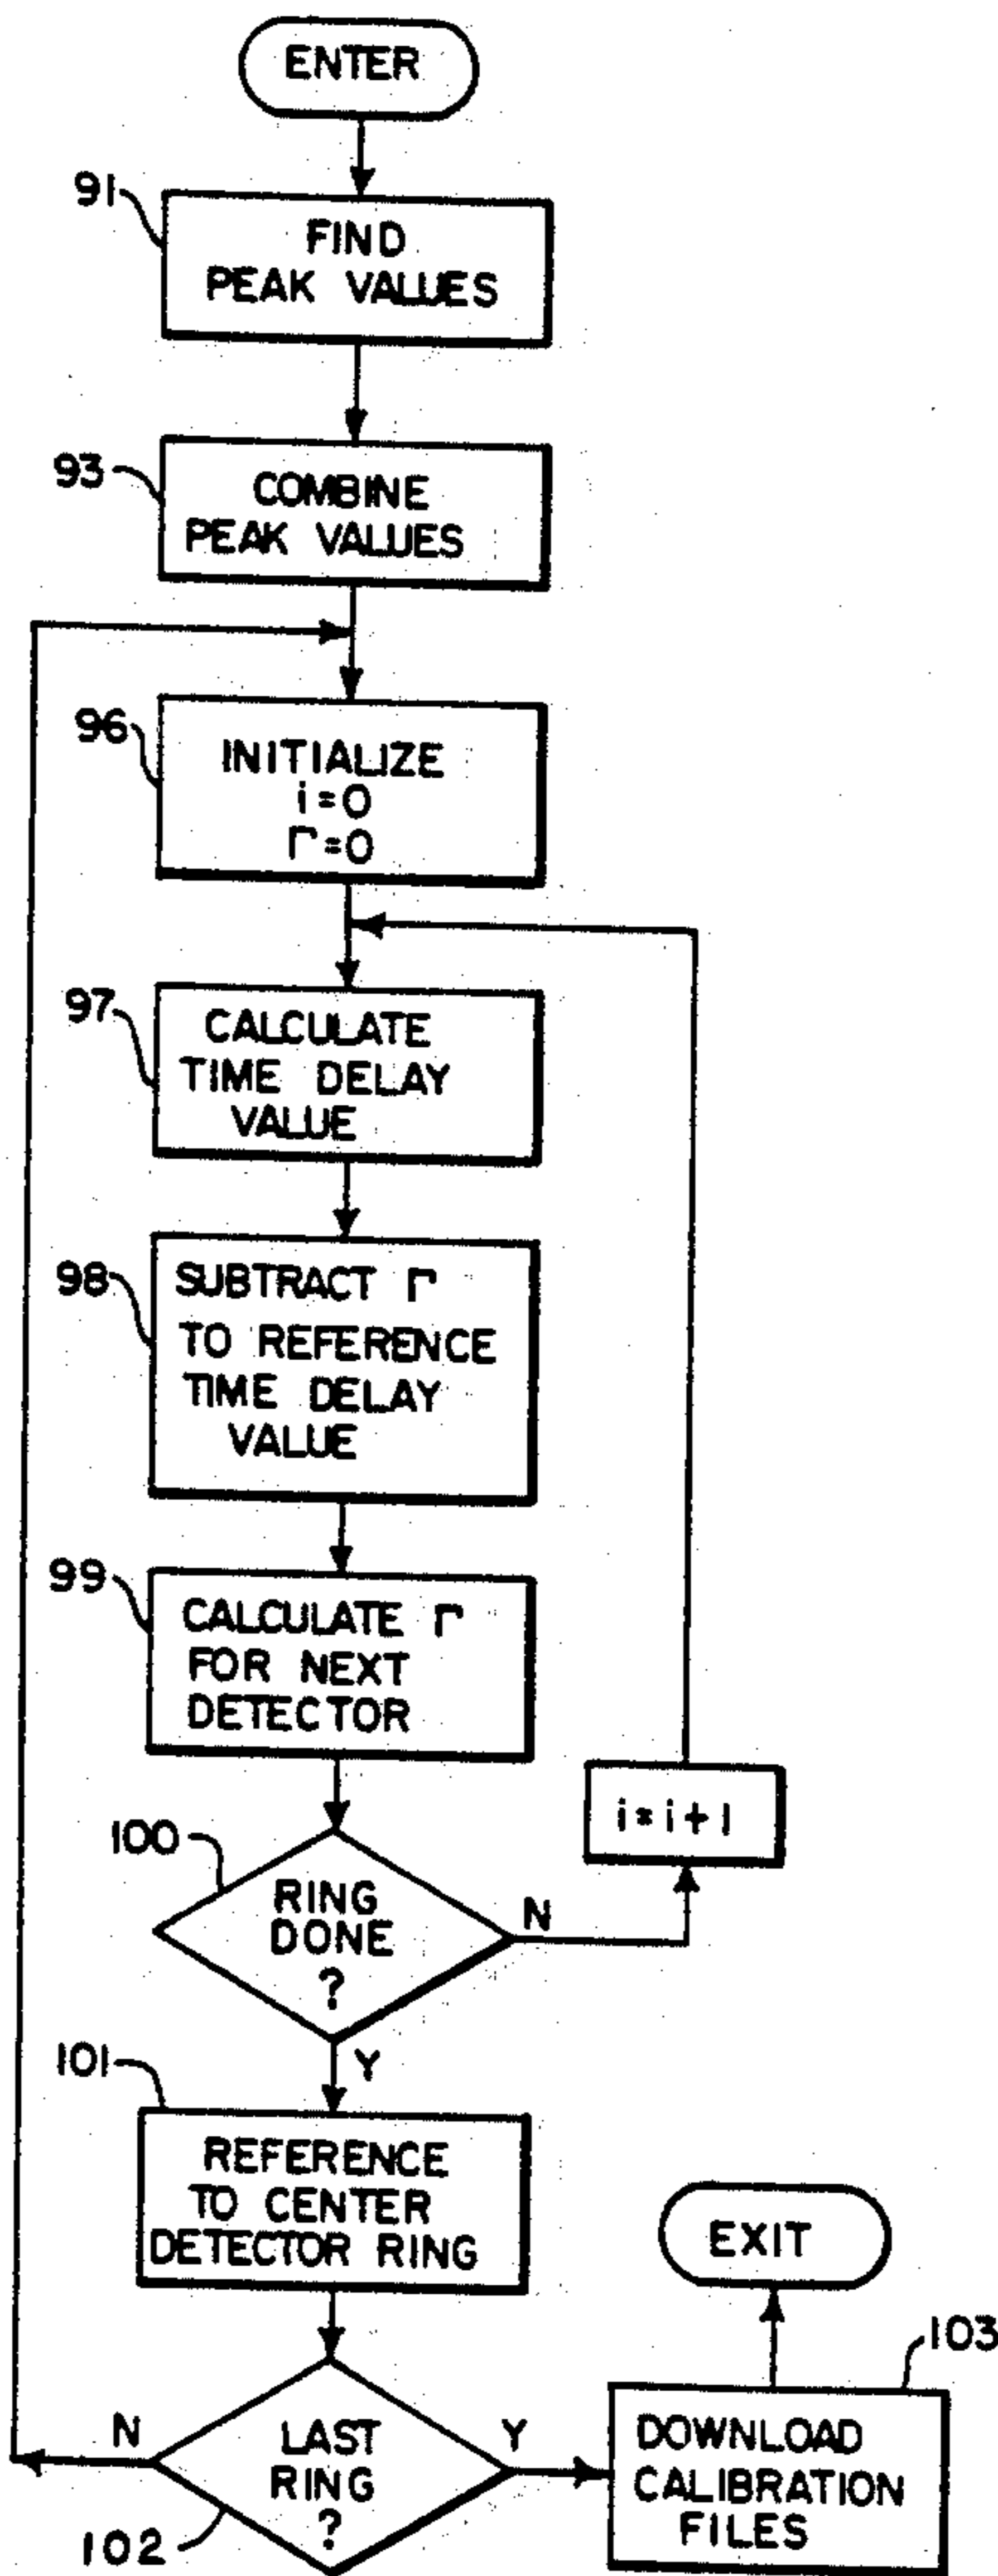 ENTER
91
FIND
PEAK VALUES
93
COMBINE
PEAK VALUES
96
INITIALIZE
i=0
Γ=0
97
CALCULATE
TIME DELAY
VALUE
98
SUBTRACT Γ
TO REFERENCE
TIME DELAY
VALUE
99
CALCULATE Γ
FOR NEXT
DETECTOR
i=i+1
100
RING
DONE
?
N
Y
101
REFERENCE
TO CENTER
DETECTOR RING
EXIT
103
N
LAST
RING
?
Y
102
DOWNLOAD
CALIBRATION
FILES